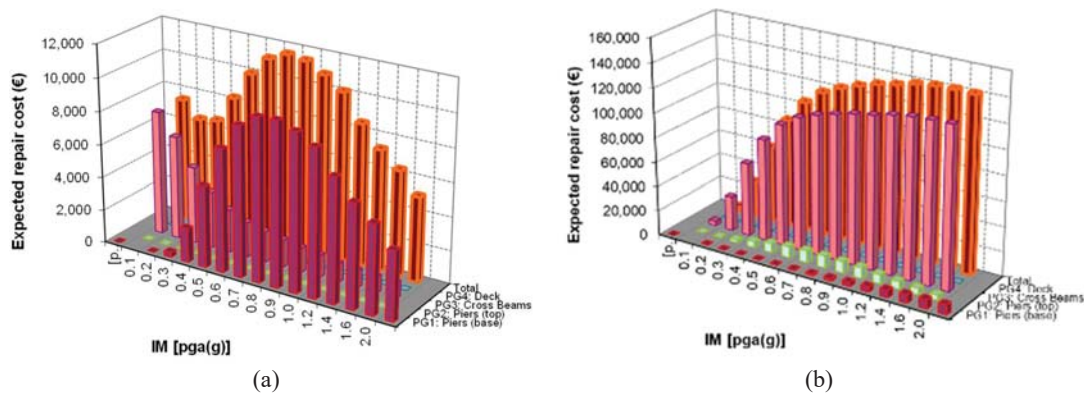 12,000
10,000
8,000
6,000
4,000
2,000
0
Expected repair cost (€)
[p
0.1
0.2
0.3
0.4
0.5
0.6
0.7
0.8
0.9
1.0
1.2
1.4
1.6
2.0
IM [pga(g)]
Total
PG4: Deck
PG3: Cross Beams
PG2: Piers (top)
PG1: Piers (base)
(a)
160,000
140,000
120,000
100,000
80,000
60,000
40,000
20,000
0
Expected repair cost (€)
[p
0.1
0.2
0.3
0.4
0.5
0.6
0.7
0.8
0.9
1.0
1.2
1.4
1.6
2.0
IM [pga(g)]
Total
PG4: Deck
PG3: Cross Beams
PG2: Piers (top)
PG1: Piers (base)
(b)